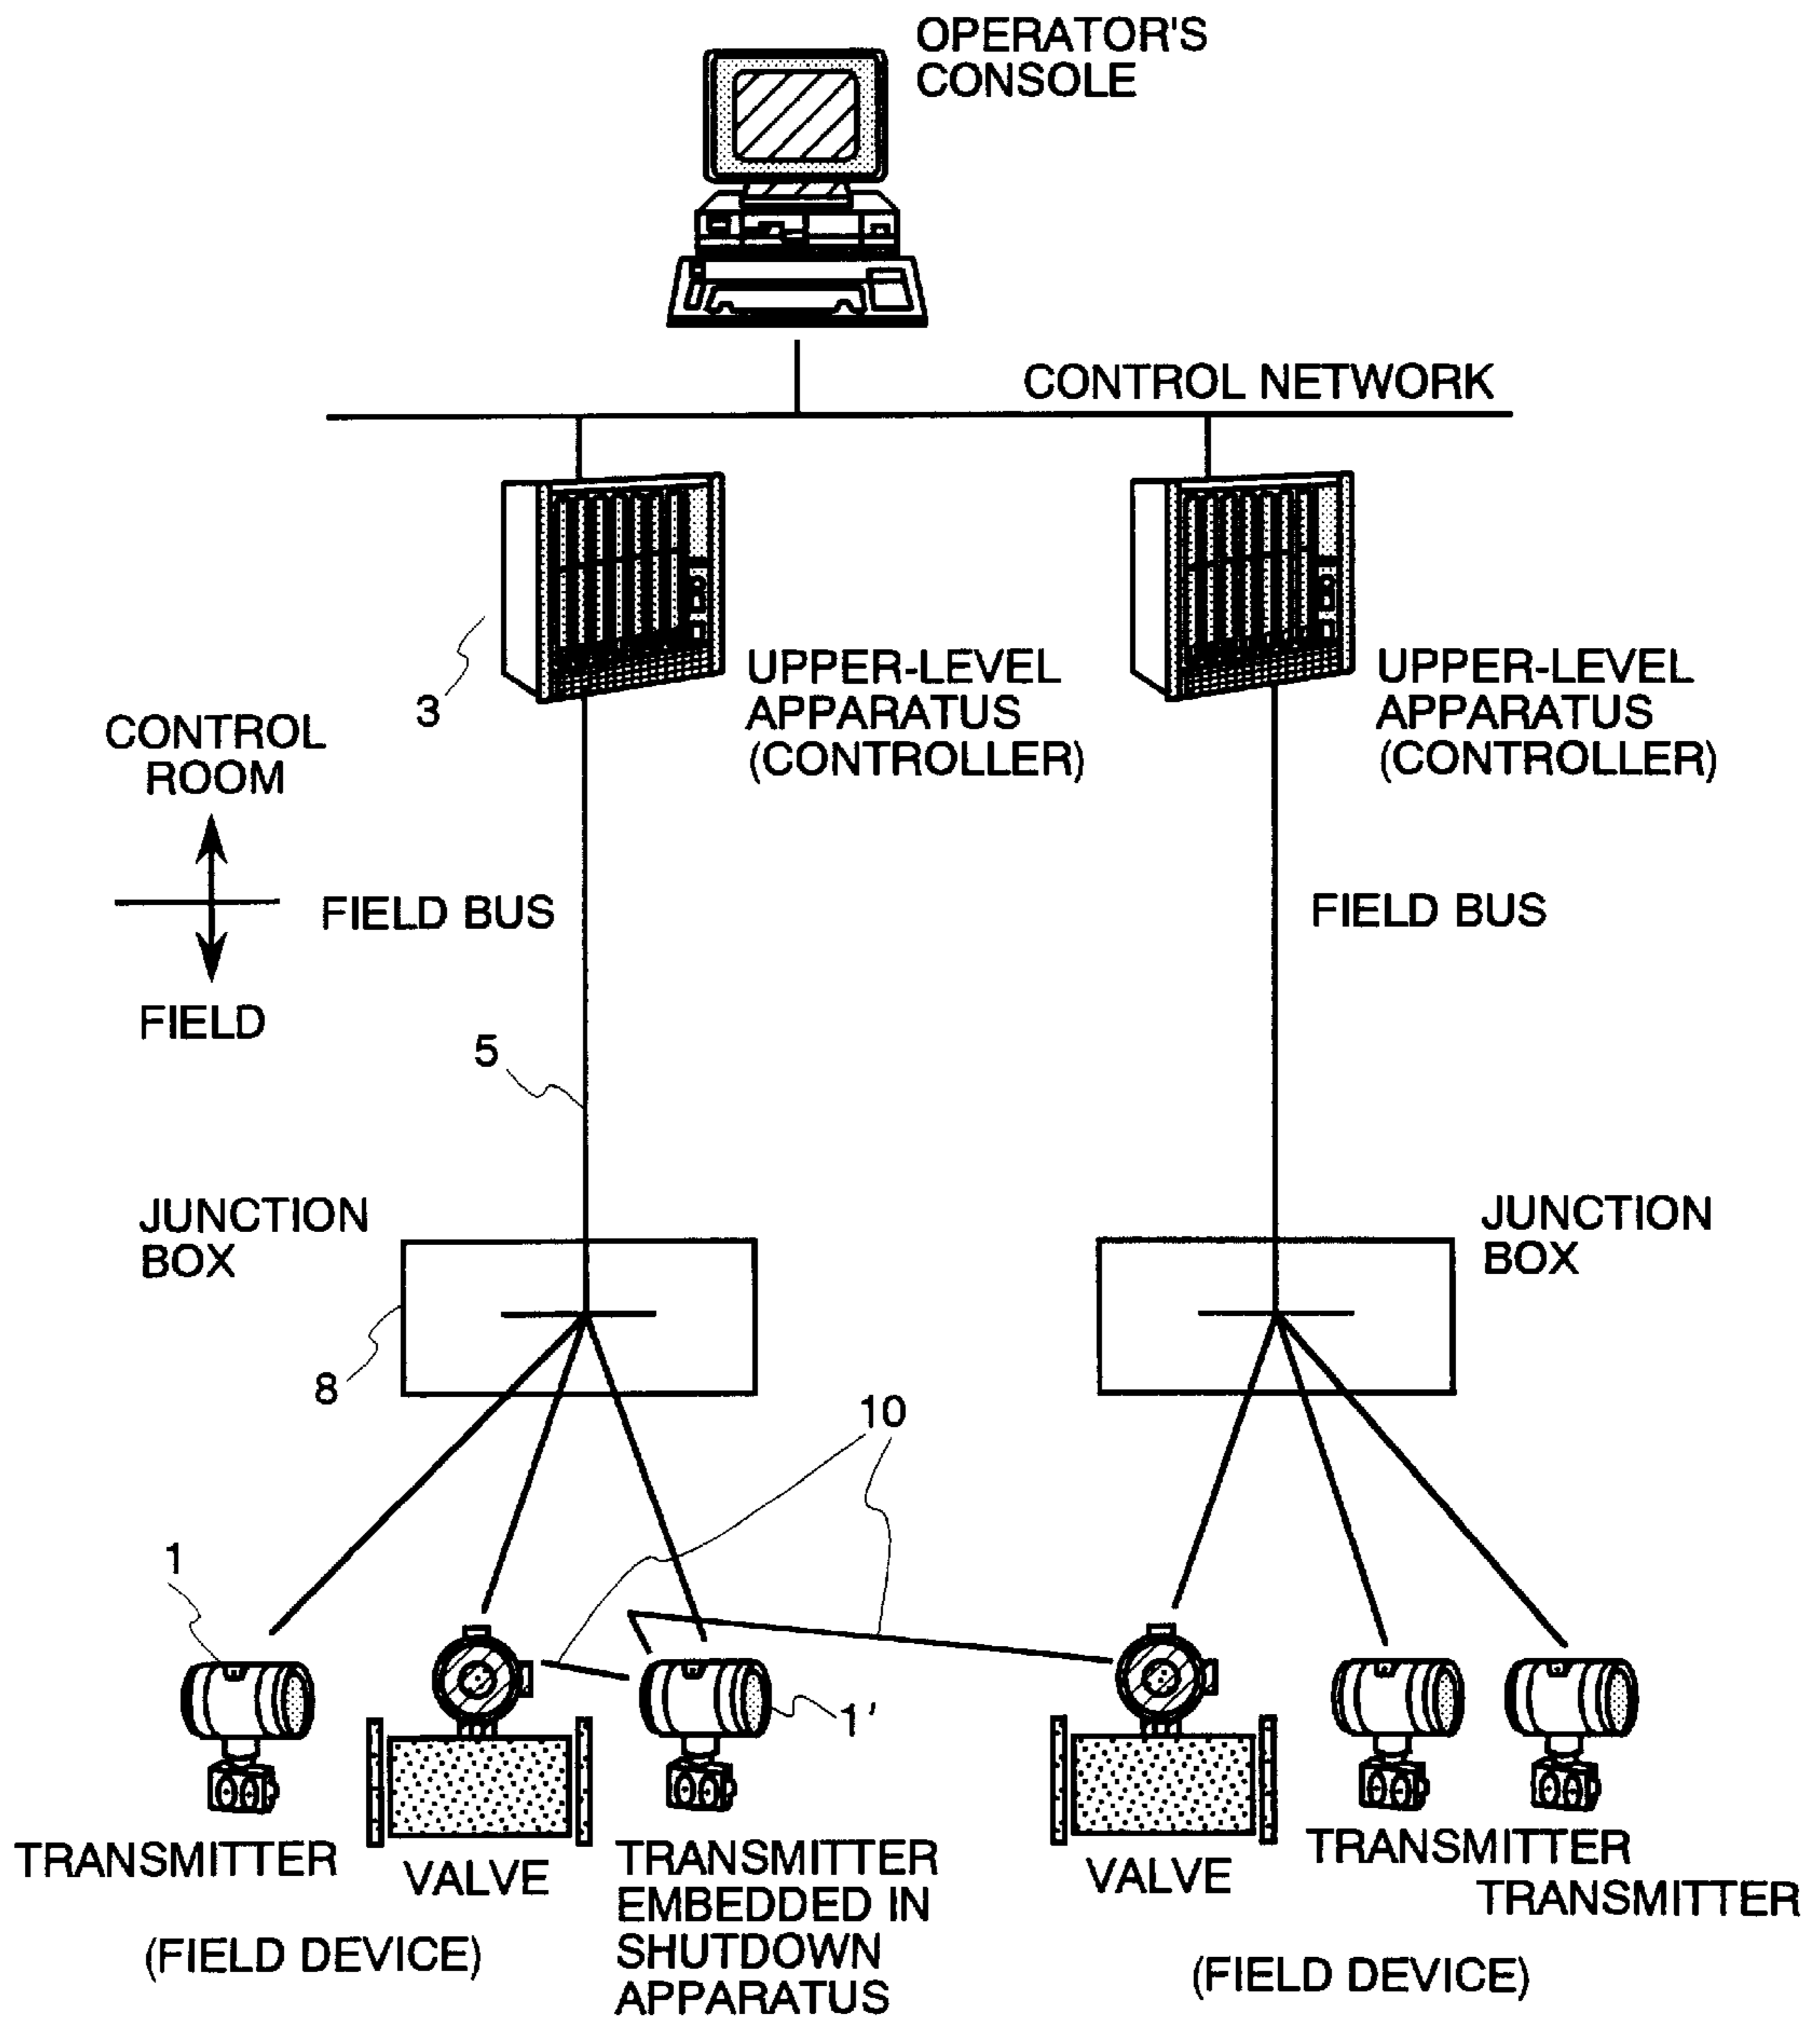 OPERATOR'S
CONSOLE
CONTROL NETWORK
3
UPPER-LEVEL
APPARATUS
(CONTROLLER)
UPPER-LEVEL
APPARATUS
(CONTROLLER)
CONTROL
ROOM
FIELD BUS
FIELD BUS
FIELD
5
JUNCTION
BOX
JUNCTION
BOX
8
10
1
1'
TRANSMITTER
VALVE
TRANSMITTER
EMBEDDED IN
SHUTDOWN
APPARATUS
(FIELD DEVICE)
VALVE
TRANSMITTER
TRANSMITTER
(FIELD DEVICE)